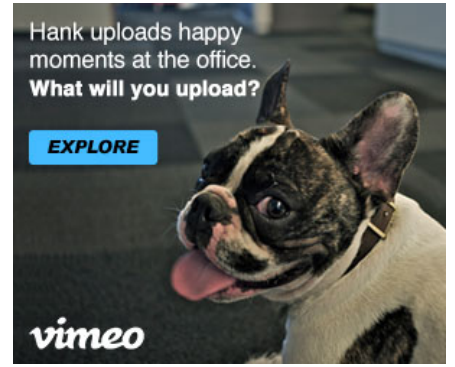 Hank uploads happy
moments at the office.
What will you upload?
EXPLORE
vimeo